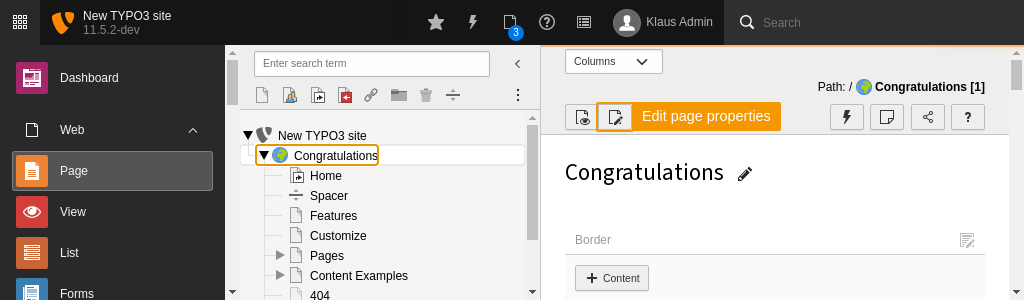 New TYPO3 site
11.5.2-dev
3
Klaus Admin
Search
Dashboard
Web
Page
View
List
Forms
Enter search term
New TYPO3 site
Congratulations
Home
Spacer
Features
Customize
Pages
Content Examples
404
Columns
Path: / Congratulations [1]
Edit page properties
?
Congratulations
Border
+ Content